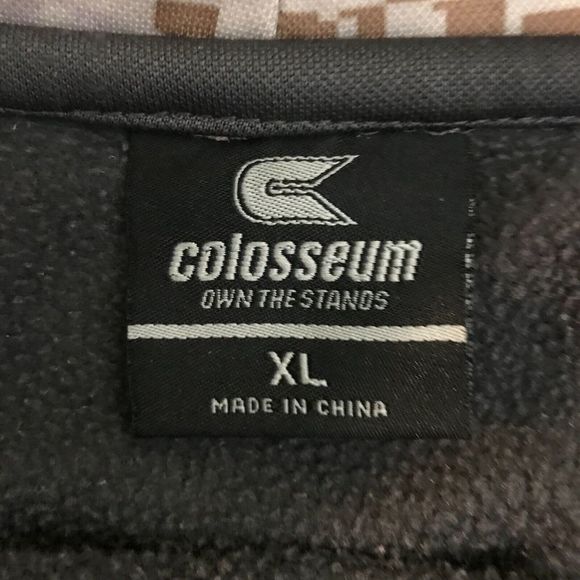 colosseum
OWN THE STANDS
XL
MADE IN CHINA